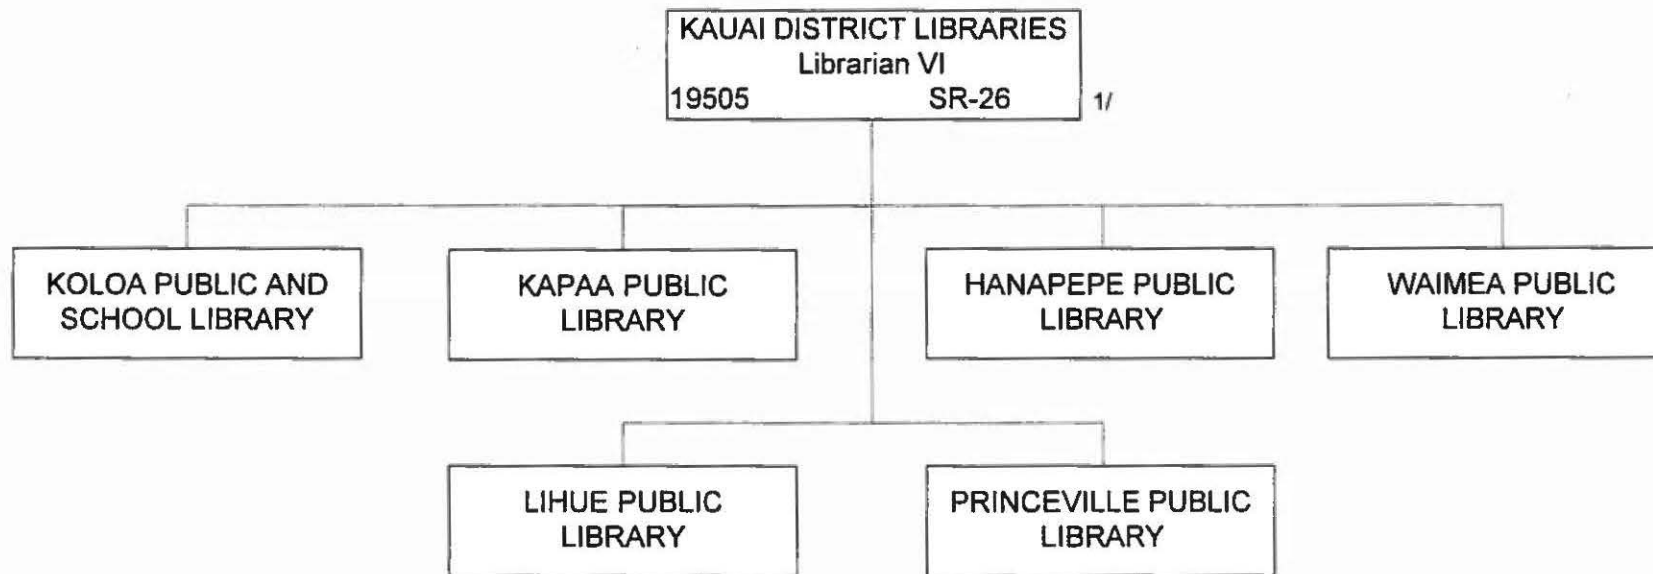 KAUAI DISTRICT LIBRARIES
Librarian VI
19505 SR-26 1/
KOLOA PUBLIC AND
SCHOOL LIBRARY
KAPAA PUBLIC
LIBRARY
HANAPEPE PUBLIC
LIBRARY
WAIMEA PUBLIC
LIBRARY
LIHUE PUBLIC
LIBRARY
PRINCEVILLE PUBLIC
LIBRARY